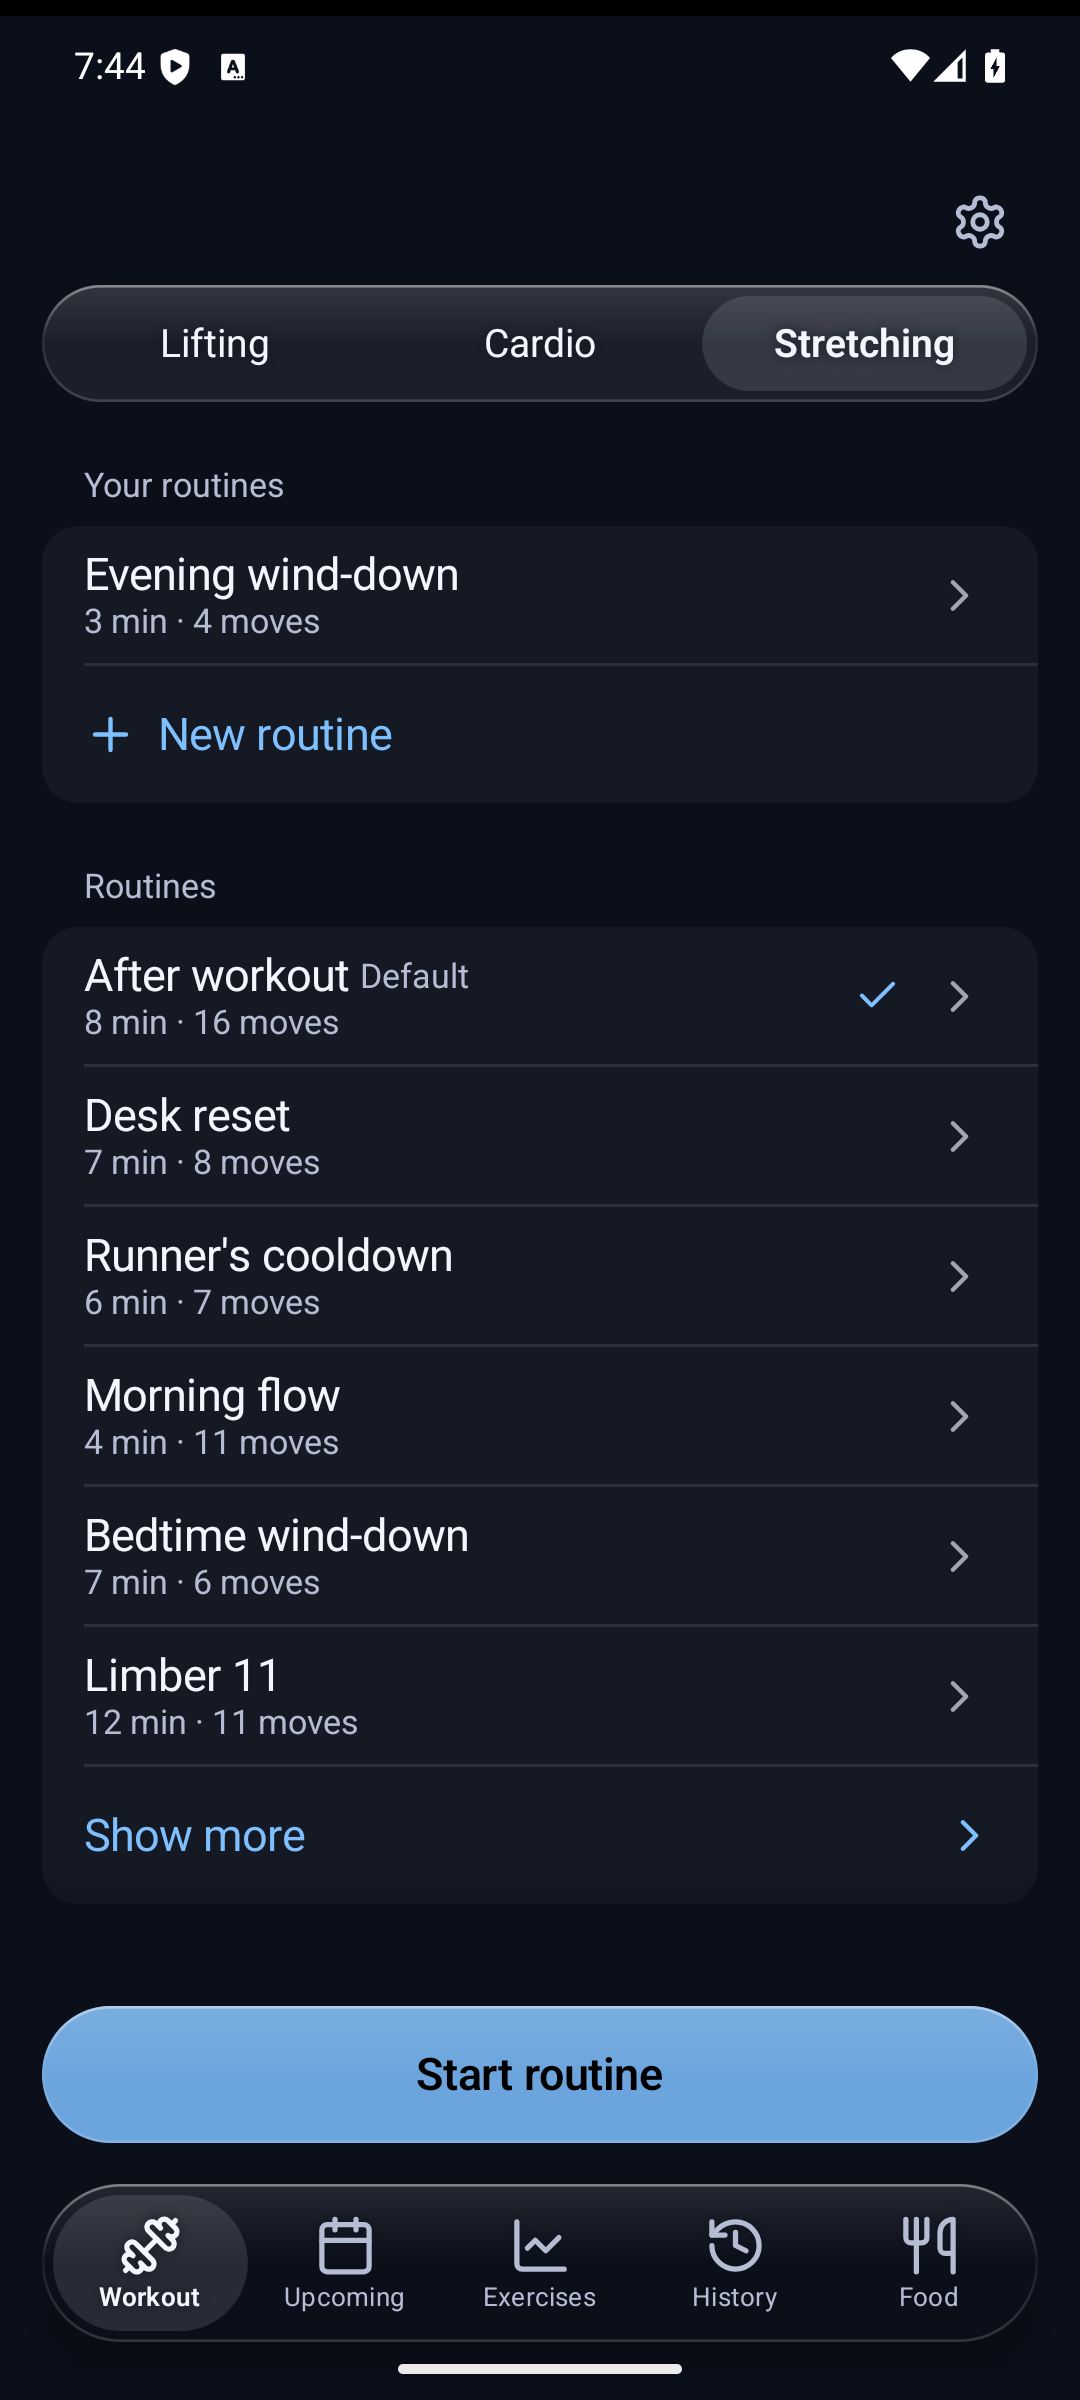 7:44
Lifting
Cardio
Stretching
Your routines
Evening wind-down
3 min · 4 moves
New routine
Routines
After workout Default
8 min · 16 moves
Desk reset
7 min · 8 moves
Runner's cooldown
6 min · 7 moves
Morning flow
4 min · 11 moves
Bedtime wind-down
7 min · 6 moves
Limber 11
12 min · 11 moves
Show more
Start routine
Workout
Upcoming
Exercises
History
Food